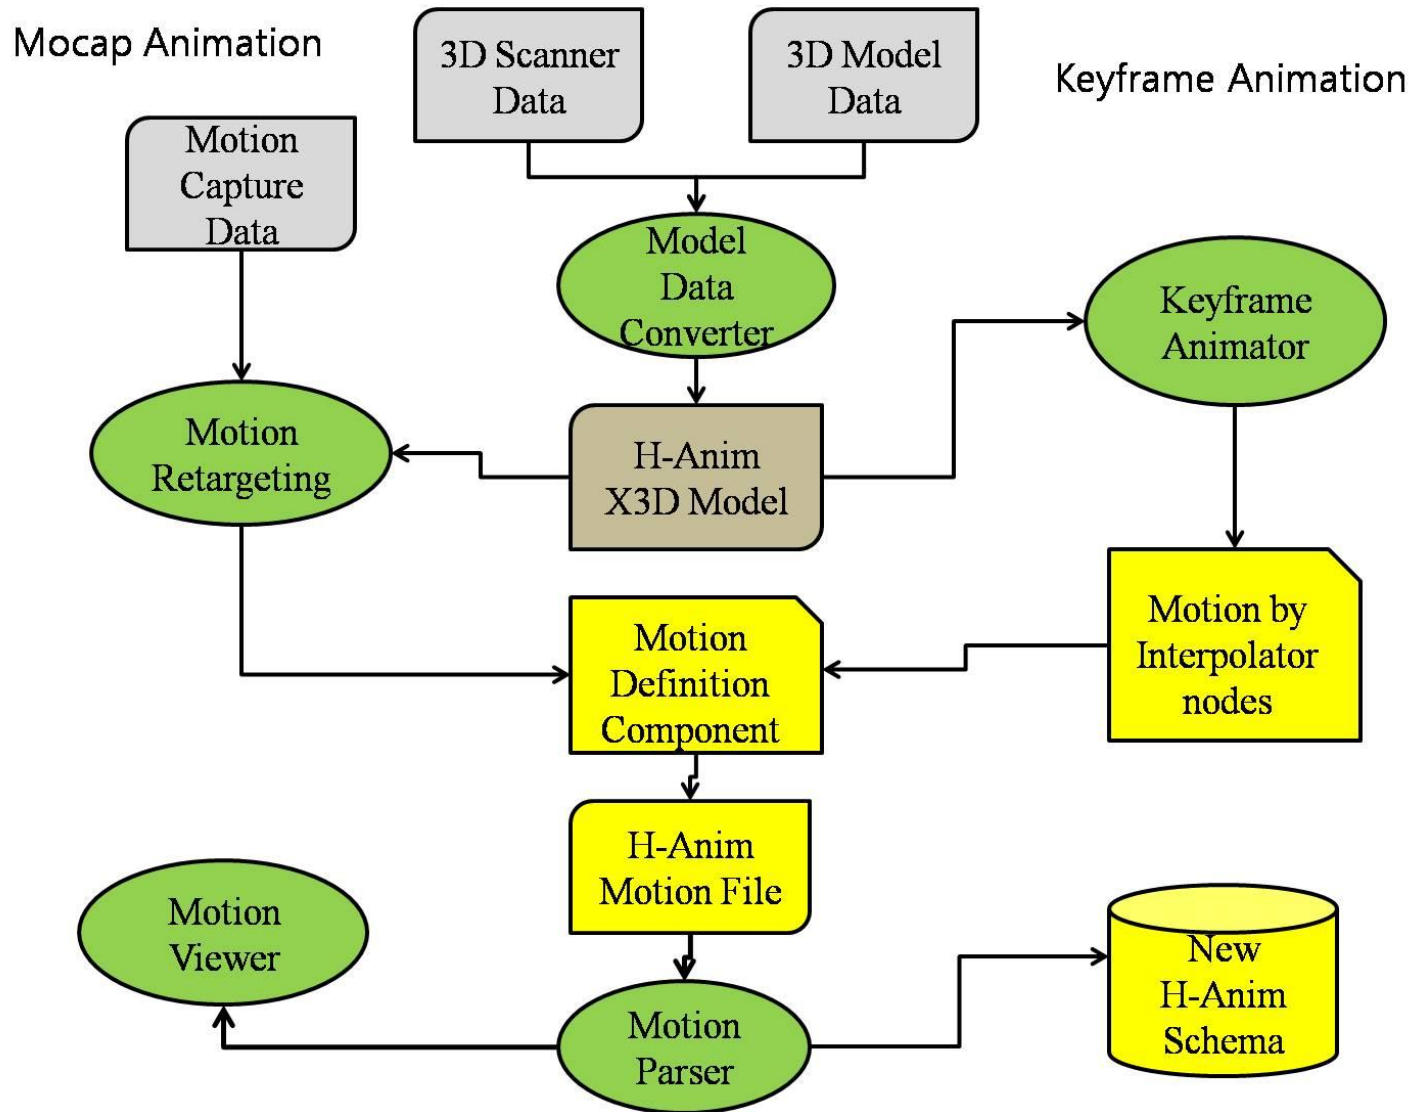 Mocap Animation
3D Scanner
Data
3D Model
Data
Keyframe Animation
Motion
Capture
Data
Model
Data
Converter
Keyframe
Animator
Motion
Retargeting
H-Anim
X3D Model
Motion
Definition
Component
Motion by
Interpolator
nodes
H-Anim
Motion File
Motion
Viewer
Motion
Parser
New
H-Anim
Schema